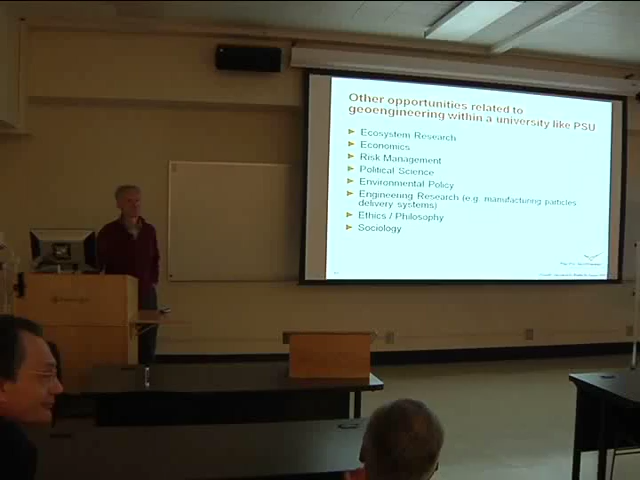 Other opportunities related to
geoengineering within a university like PSU
Ecosystem Research
Economics
Risk Management
Political Science
Environmental Policy
Engineering Research (e.g. manufacturing particles,
delivery systems)
Ethics / Philosophy
Sociology